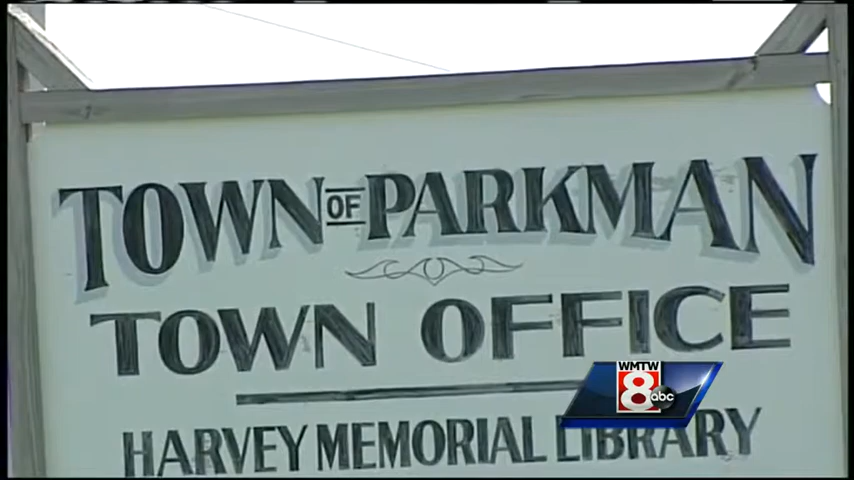 TOWN OF PARKMAN
TOWN OFFICE
HARVEY MEMORIAL LIBRARY
WMTW
8 abc